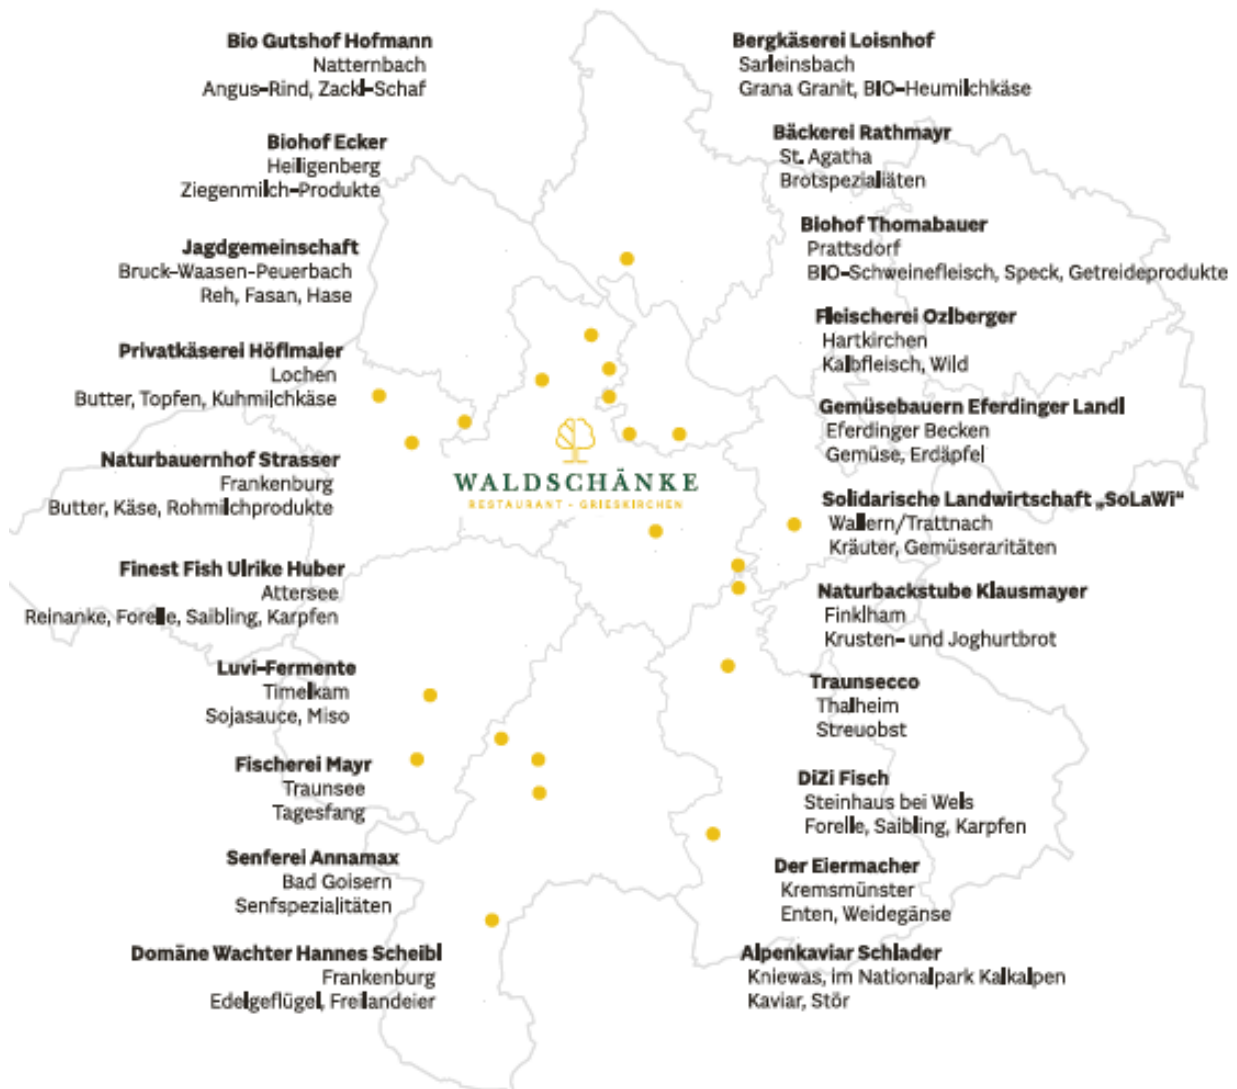 Bio Gutshof Hofmann
Natternbach
Angus-Rind, Zackl-Schaf
Biohof Ecker
Heiligenberg
Ziegenmilch-Produkte
Jagdgemeinschaft
Bruck-Waasen-Peuerbach
Reh, Fasan, Hase
Privatkäserei Höflmaier
Lochen
Butter, Topfen, Kuhmilchkäse
Naturbauernhof Strasser
Frankenburg
Butter, Käse, Rohmilchprodukte
Finest Fish Ulrike Huber
Attersee
Reinanke, Forelle, Saibling, Karpfen
Luvi-Fermente
Timelkam
Sojasauce, Miso
Fischerei Mayr
Traunsee
Tagesfang
Senferei Annamax
Bad Goisern
Senfspezialitäten
Domäne Wachter Hannes Scheibl
Frankenburg
Edelgeflügel, Freilandeier
WALDSCHÄNKE
RESTAURANT - GRIESKIRCHEN
Bergkäserei Loisnhof
Sarleinsbach
Grana Granit, BIO-Heumilchkäse
Bäckerei Rathmayr
St. Agatha
Brotspezialiäten
Biohof Thomabauer
Prattsdorf
BIO-Schweinefleisch, Speck, Getreideprodukte
Fleischerei Ozlberger
Hartkirchen
Kalbfleisch, Wild
Gemüsebauern Eferdinger Landl
Eferdinger Becken
Gemüse, Erdäpfel
Solidarische Landwirtschaft „SoLaWi“
Wallern/Trattnach
Kräuter, Gemüseraritäten
Naturbackstube Klausmayer
Finklham
Krusten- und Joghurtbrot
Traunsecco
Thalheim
Streuobst
DiZi Fisch
Steinhaus bei Wels
Forelle, Saibling, Karpfen
Der Eiermacher
Kremsmünster
Enten, Weidegänse
Alpenkaviar Schlader
Kniewas, im Nationalpark Kalkalpen
Kaviar, Stör